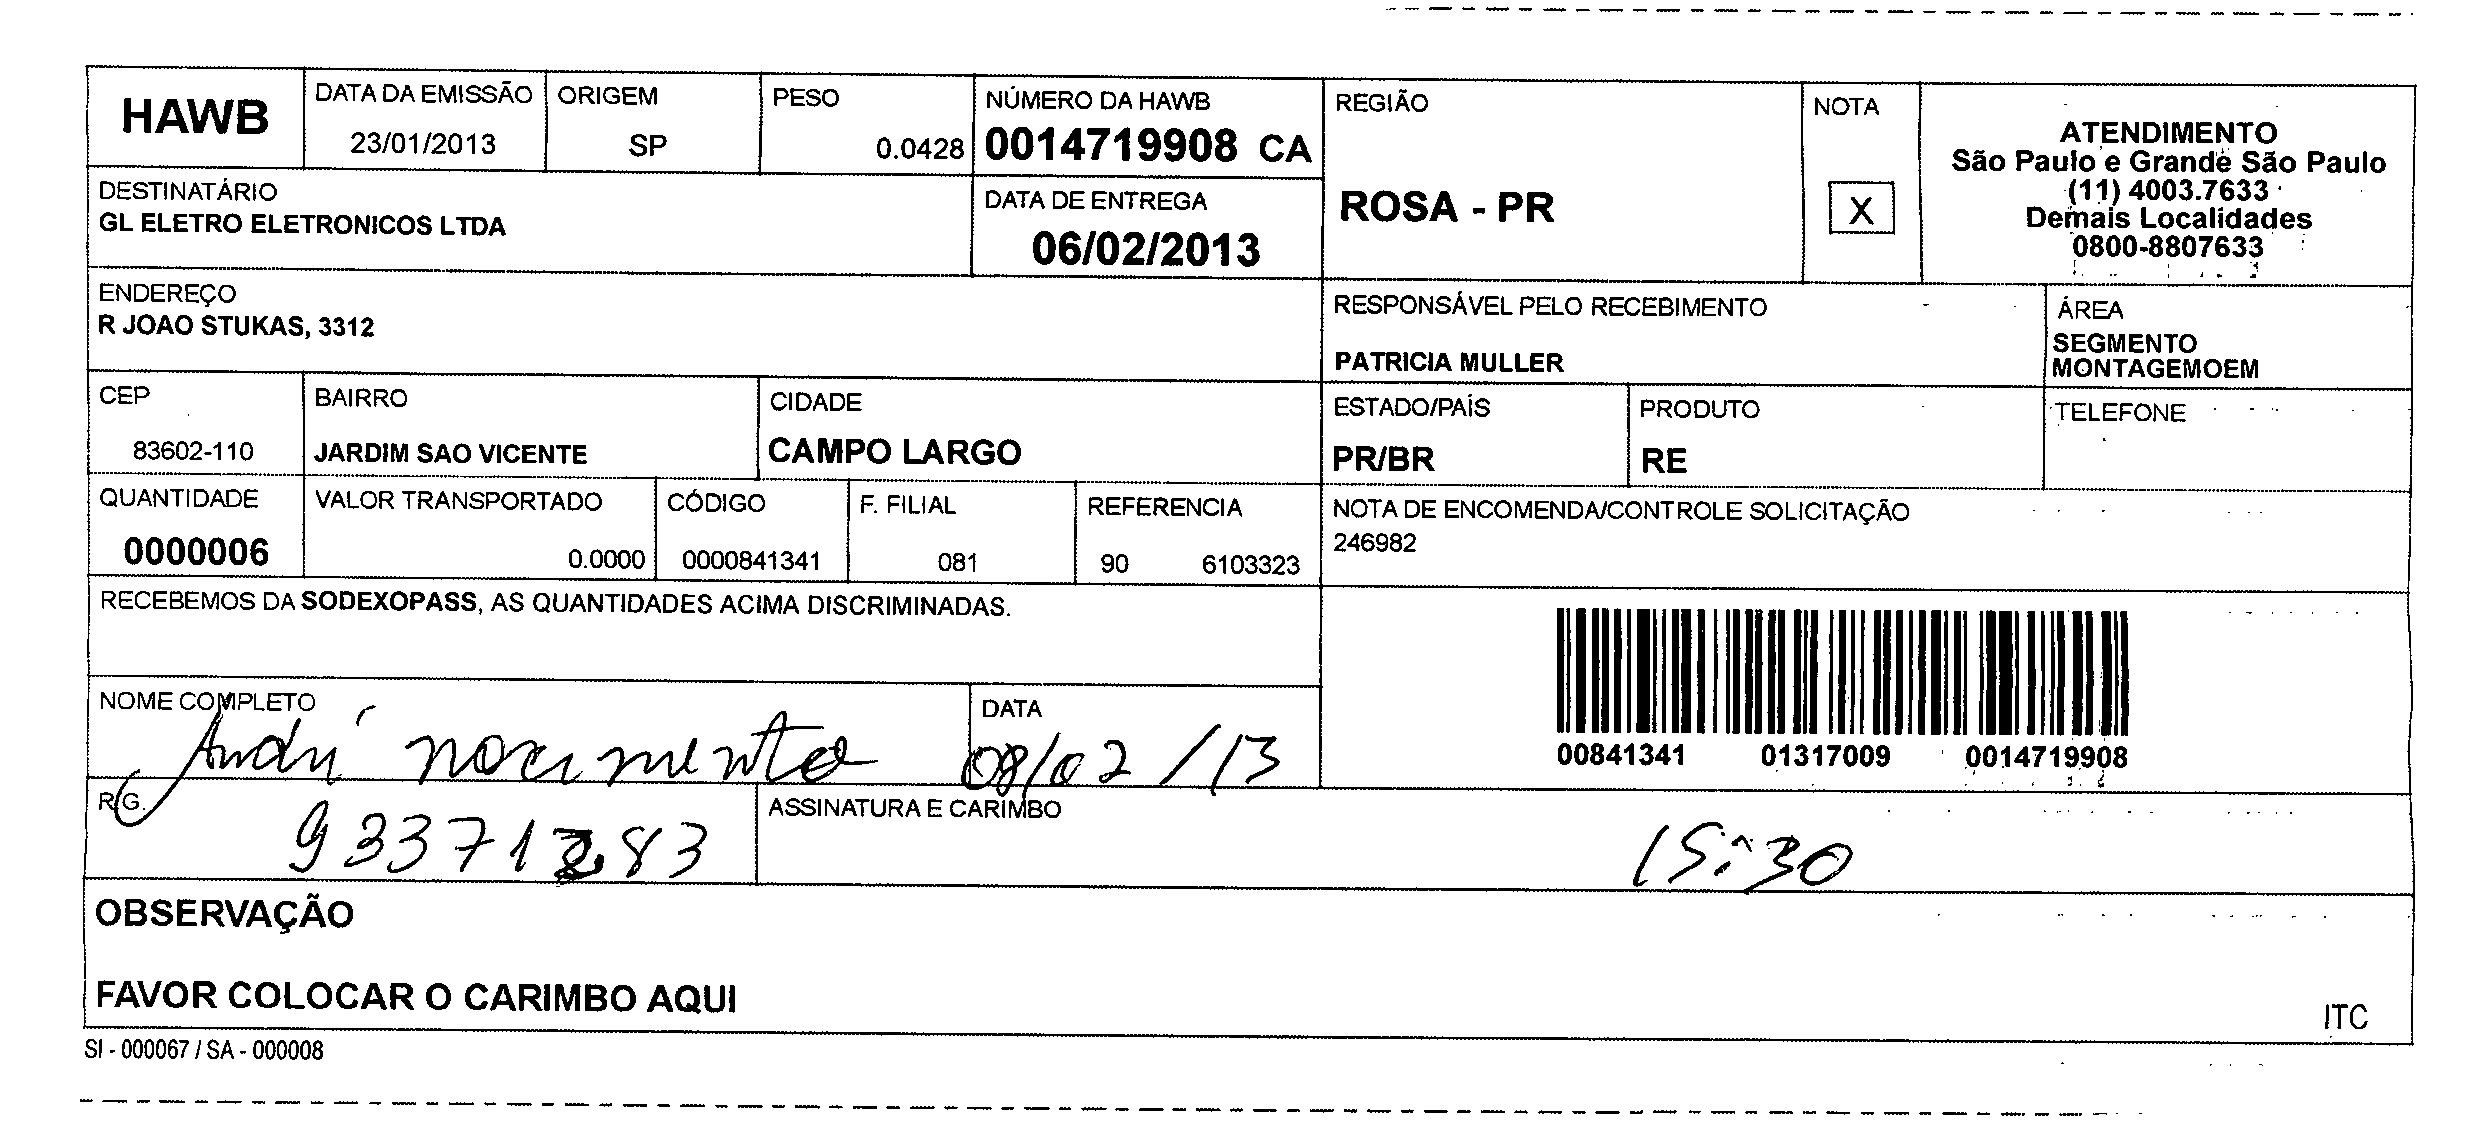 HAWB
DATA DA EMISSÃO
23/01/2013
ORIGEM
SP
PESO
0.0428
NÚMERO DA HAWB
0014719908 CA
REGIÃO
ROSA - PR
NOTA
X
ATENDIMENTO
São Paulo e Grande São Paulo
(11) 4003.7633
Demais Localidades
0800-8807633
DESTINATÁRIO
GL ELETRO ELETRONICOS LTDA
DATA DE ENTREGA
06/02/2013
ENDEREÇO
R JOAO STUKAS, 3312
RESPONSÁVEL PELO RECEBIMENTO
PATRICIA MULLER
ÁREA
SEGMENTO
MONTAGEMOEM
CEP
83602-110
BAIRRO
JARDIM SAO VICENTE
CIDADE
CAMPO LARGO
ESTADO/PAÍS
PR/BR
PRODUTO
RE
TELEFONE
QUANTIDADE
0000006
VALOR TRANSPORTADO
0.0000
CÓDIGO
0000841341
F. FILIAL
081
REFERENCIA
90 6103323
NOTA DE ENCOMENDA/CONTROLE SOLICITAÇÃO
246982
RECEBEMOS DA SODEXOPASS, AS QUANTIDADES ACIMA DISCRIMINADAS.
00841341 01317009 0014719908
NOME COMPLETO
André nascimento
DATA
08/02/13
R.G.
ASSINATURA E CARIMBO
15:30
OBSERVAÇÃO
FAVOR COLOCAR O CARIMBO AQUI
ITC
SI - 000067 / SA - 000008